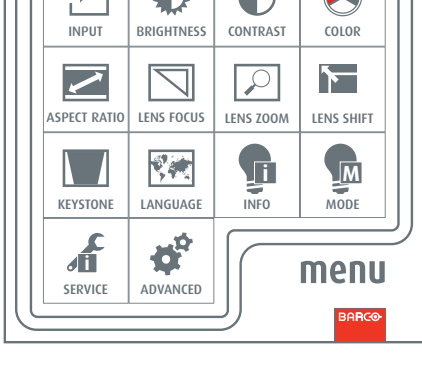 INPUT BRIGHTNESS CONTRAST COLOR
ASPECT RATIO LENS FOCUS LENS ZOOM LENS SHIFT
i M
KEYSTONE LANGUAGE INFO MODE
i
SERVICE ADVANCED
menu
BARCO